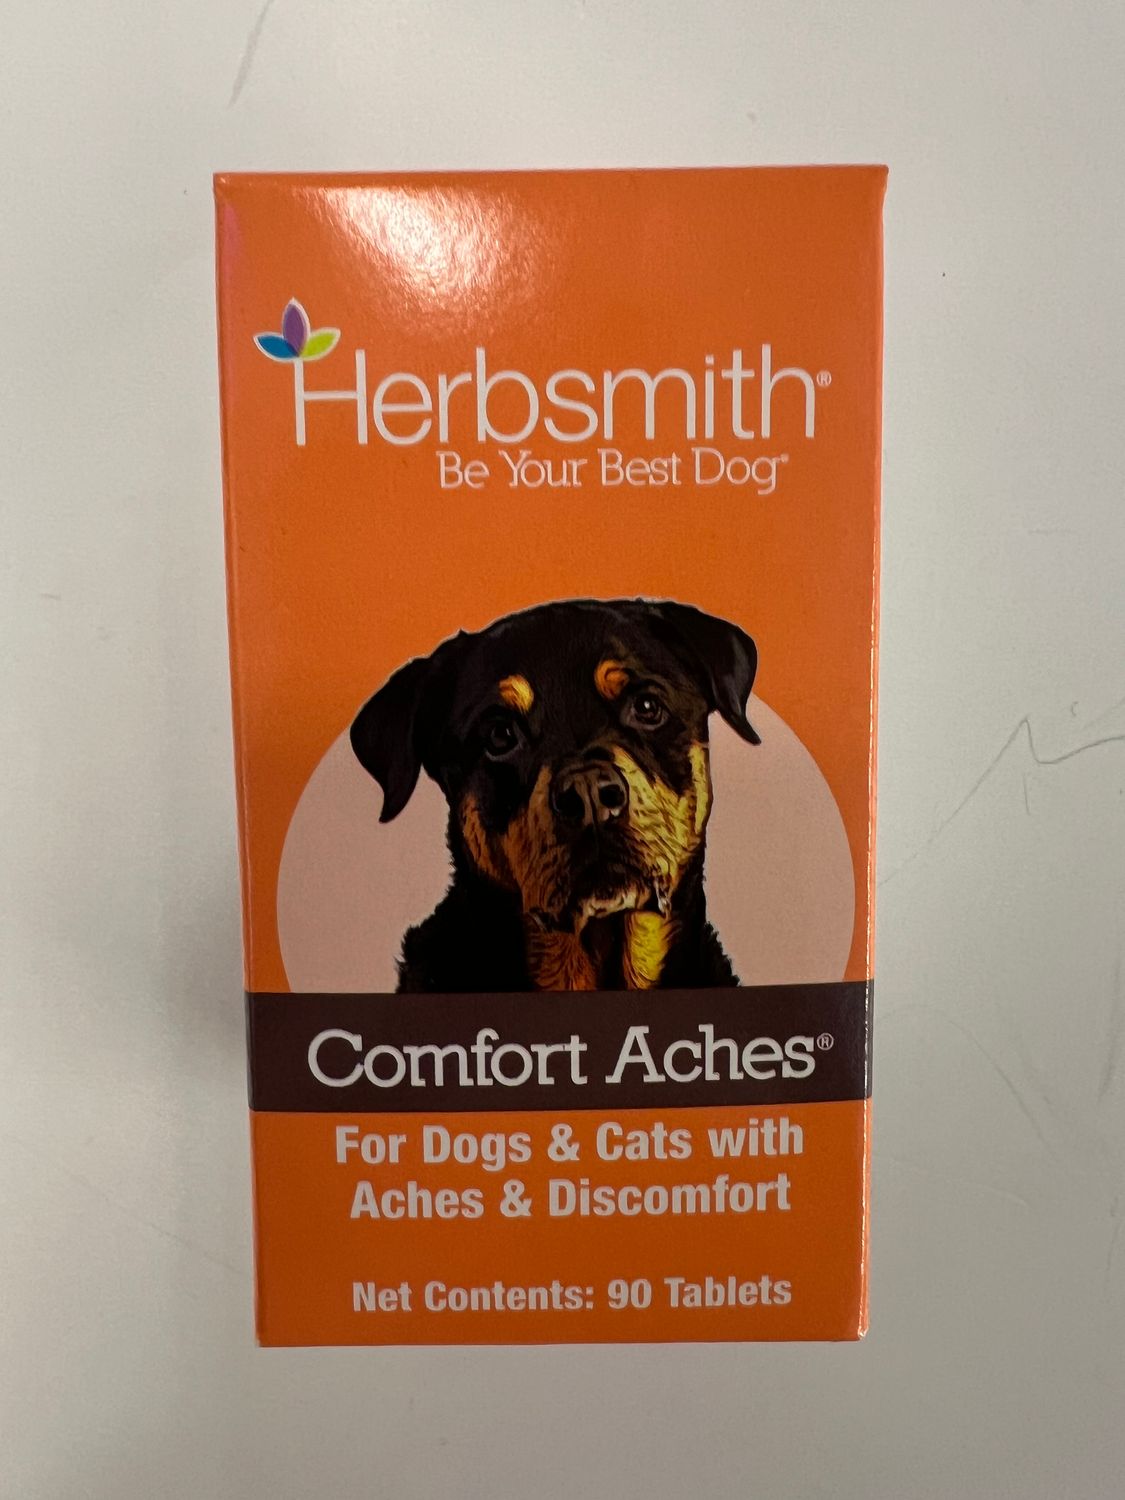 Herbsmith®
Be Your Best Dog®
Comfort Aches®
For Dogs & Cats with
Aches & Discomfort
Net Contents: 90 Tablets